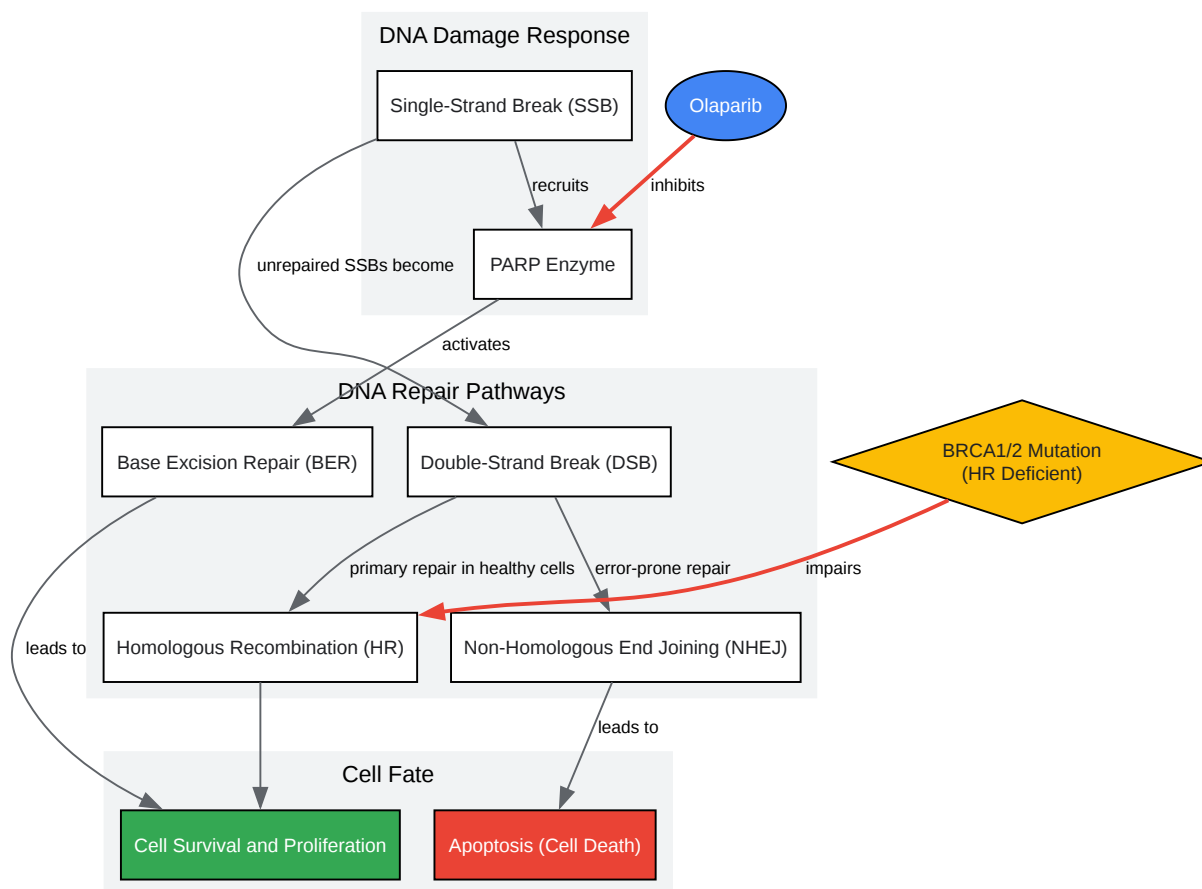 DNA Damage Response
Single-Strand Break (SSB)
Olaparib
recruits
inhibits
unrepaired SSBs become
PARP Enzyme
activates
DNA Repair Pathways
Base Excision Repair (BER)
Double-Strand Break (DSB)
BRCA1/2 Mutation
(HR Deficient)
primary repair in healthy cells
error-prone repair
impairs
leads to
Homologous Recombination (HR)
Non-Homologous End Joining (NHEJ)
leads to
Cell Fate
Cell Survival and Proliferation
Apoptosis (Cell Death)